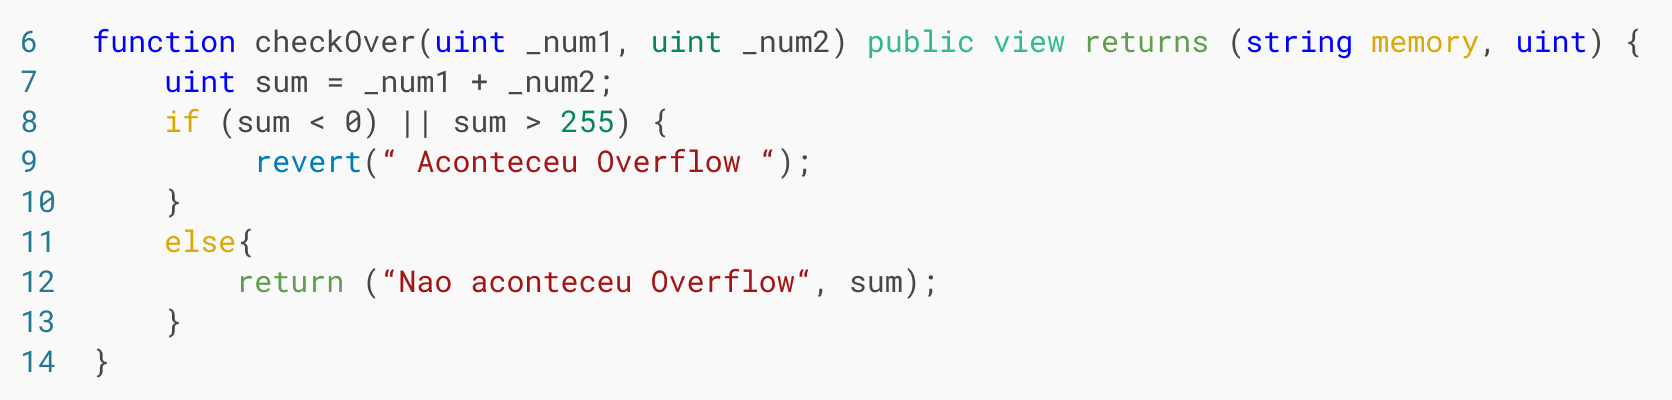 6 function checkOver(uint _num1, uint _num2) public view returns (string memory, uint) {
7 uint sum = _num1 + _num2;
8 if (sum < 0) || sum > 255) {
9 revert(“ Aconteceu Overflow “);
10 }
11 else{
12 return (“Nao aconteceu Overflow“, sum);
13 }
14 }